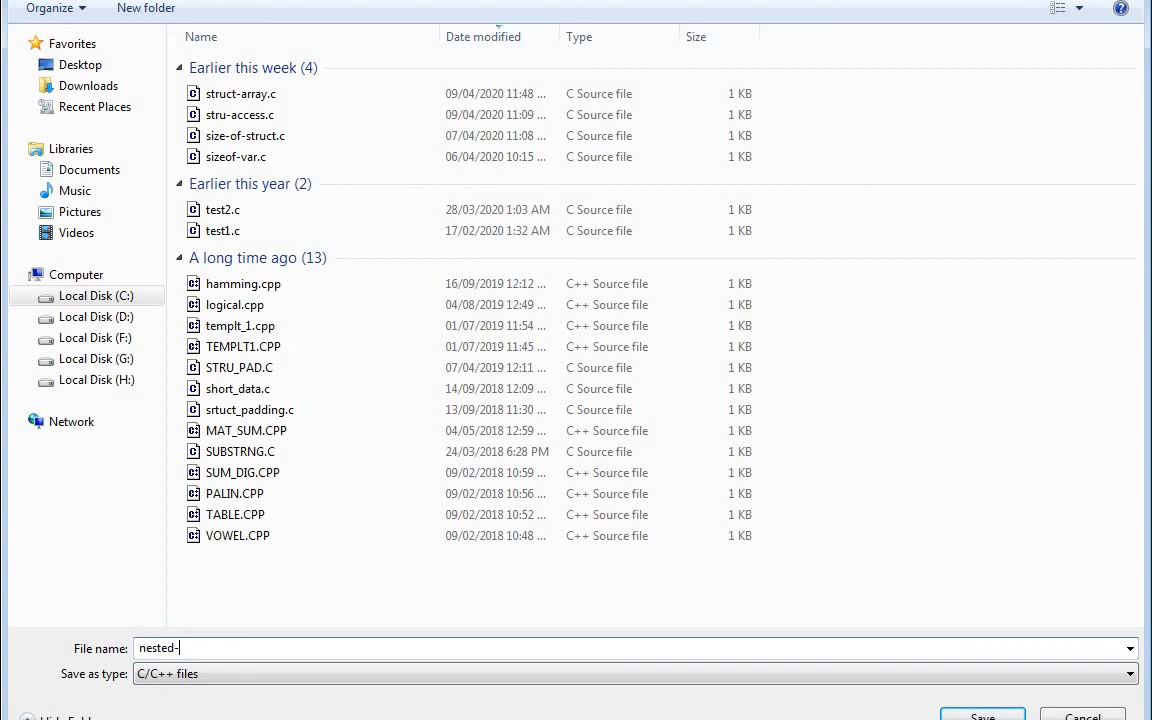 Organize New folder
Name Date modified Type Size
Favorites
Desktop
Downloads
Recent Places
Libraries
Documents
Music
Pictures
Videos
Computer
Local Disk (C:)
Local Disk (D:)
Local Disk (F:)
Local Disk (G:)
Local Disk (H:)
Network
Earlier this week (4)
struct-array.c 09/04/2020 11:48 ... C Source file 1 KB
stru-access.c 09/04/2020 11:09 ... C Source file 1 KB
size-of-struct.c 07/04/2020 11:08 ... C Source file 1 KB
sizeof-var.c 06/04/2020 10:15 ... C Source file 1 KB
Earlier this year (2)
test2.c 28/03/2020 1:03 AM C Source file 1 KB
test1.c 17/02/2020 1:32 AM C Source file 1 KB
A long time ago (13)
hamming.cpp 16/09/2019 12:12 ... C++ Source file 1 KB
logical.cpp 04/08/2019 12:49 ... C++ Source file 1 KB
templt_1.cpp 01/07/2019 11:54 ... C++ Source file 1 KB
TEMPLT1.CPP 01/07/2019 11:45 ... C++ Source file 1 KB
STRU_PAD.C 07/04/2019 12:11 ... C Source file 1 KB
short_data.c 14/09/2018 12:09 ... C Source file 1 KB
srtuct_padding.c 13/09/2018 11:30 ... C Source file 1 KB
MAT_SUM.CPP 04/05/2018 12:59 ... C++ Source file 1 KB
SUBSTRNG.C 24/03/2018 6:28 PM C Source file 1 KB
SUM_DIG.CPP 09/02/2018 10:59 ... C++ Source file 1 KB
PALIN.CPP 09/02/2018 10:56 ... C++ Source file 1 KB
TABLE.CPP 09/02/2018 10:52 ... C++ Source file 1 KB
VOWEL.CPP 09/02/2018 10:48 ... C++ Source file 1 KB
File name: nested-
Save as type: C/C++ files
Save Cancel